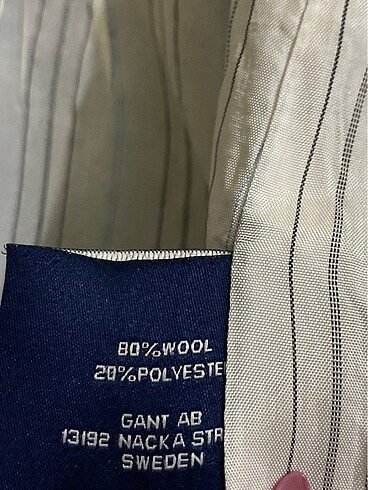 80%WOOL
20%POLYESTE
GANT AB
13192 NACKA STR
SWEDEN